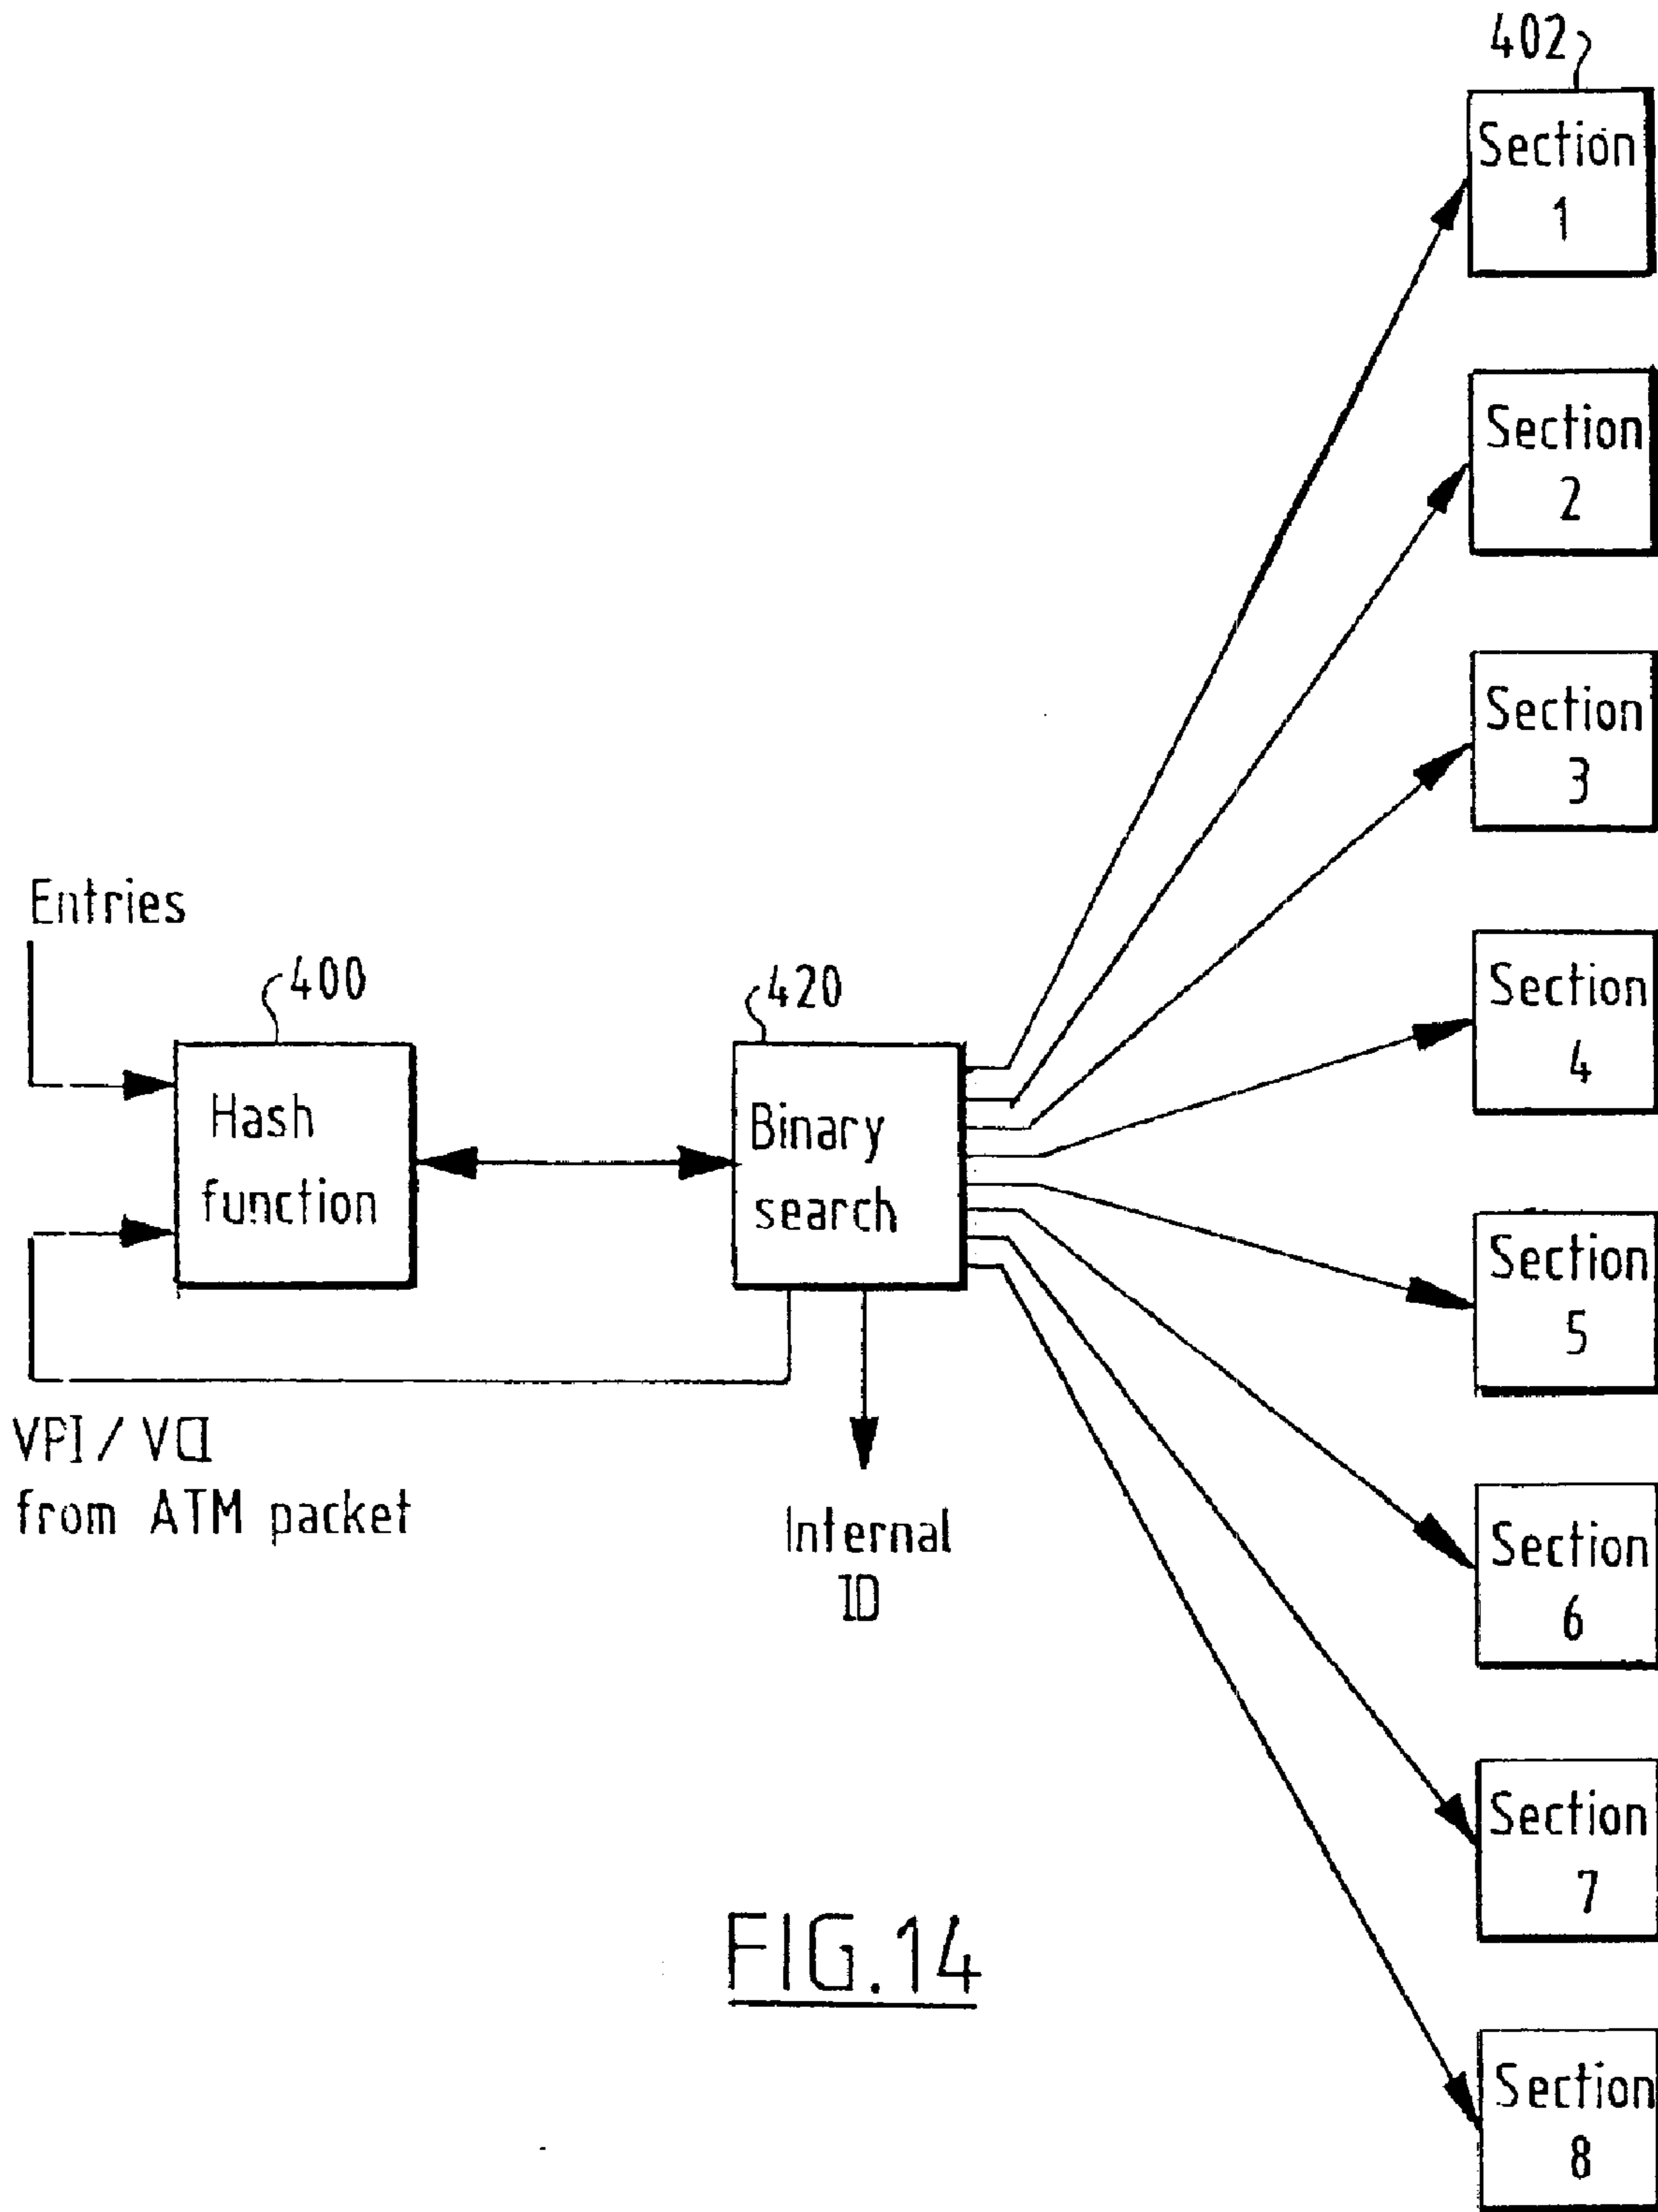 402
Section
1
Section
2
Section
3
Entries
400
420
Section
4
Hash
function
Binary
search
Section
5
VPI / VCI
from ATM packet
Internal
ID
Section
6
Section
7
FIG.14
Section
8